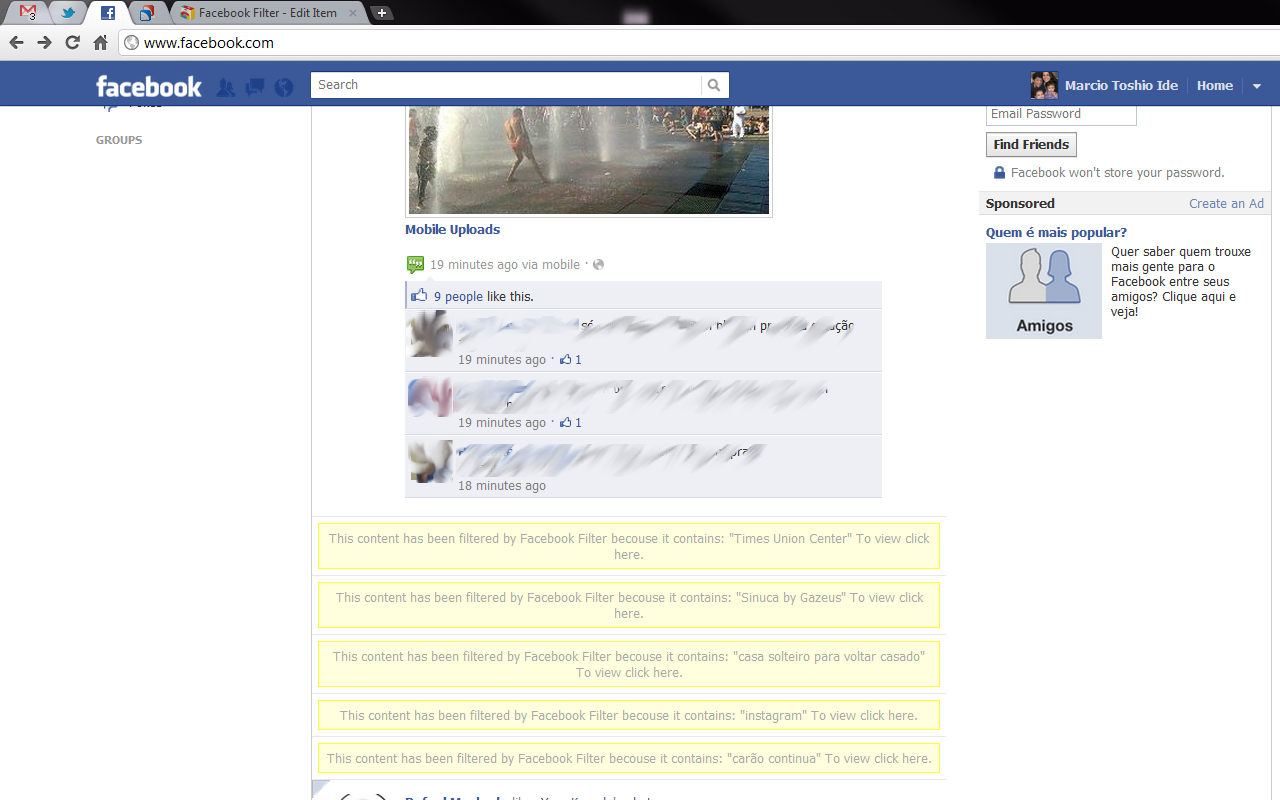 3
Facebook Filter - Edit Item
www.facebook.com
facebook
Search
Marcio Toshio Ide
Home
GROUPS
Email Password
Find Friends
Facebook won't store your password.
Sponsored
Create an Ad
Quem é mais popular?
Quer saber quem trouxe
mais gente para o
Facebook entre seus
amigos? Clique aqui e
veja!
Amigos
Mobile Uploads
19 minutes ago via mobile ·
9 people like this.
só
19 minutes ago · 1
19 minutes ago · 1
18 minutes ago
This content has been filtered by Facebook Filter becouse it contains: "Times Union Center" To view click
here.
This content has been filtered by Facebook Filter becouse it contains: "Sinuca by Gazeus" To view click
here.
This content has been filtered by Facebook Filter becouse it contains: "casa solteiro para voltar casado"
To view click here.
This content has been filtered by Facebook Filter becouse it contains: "instagram" To view click here.
This content has been filtered by Facebook Filter becouse it contains: "carão continua" To view click here.